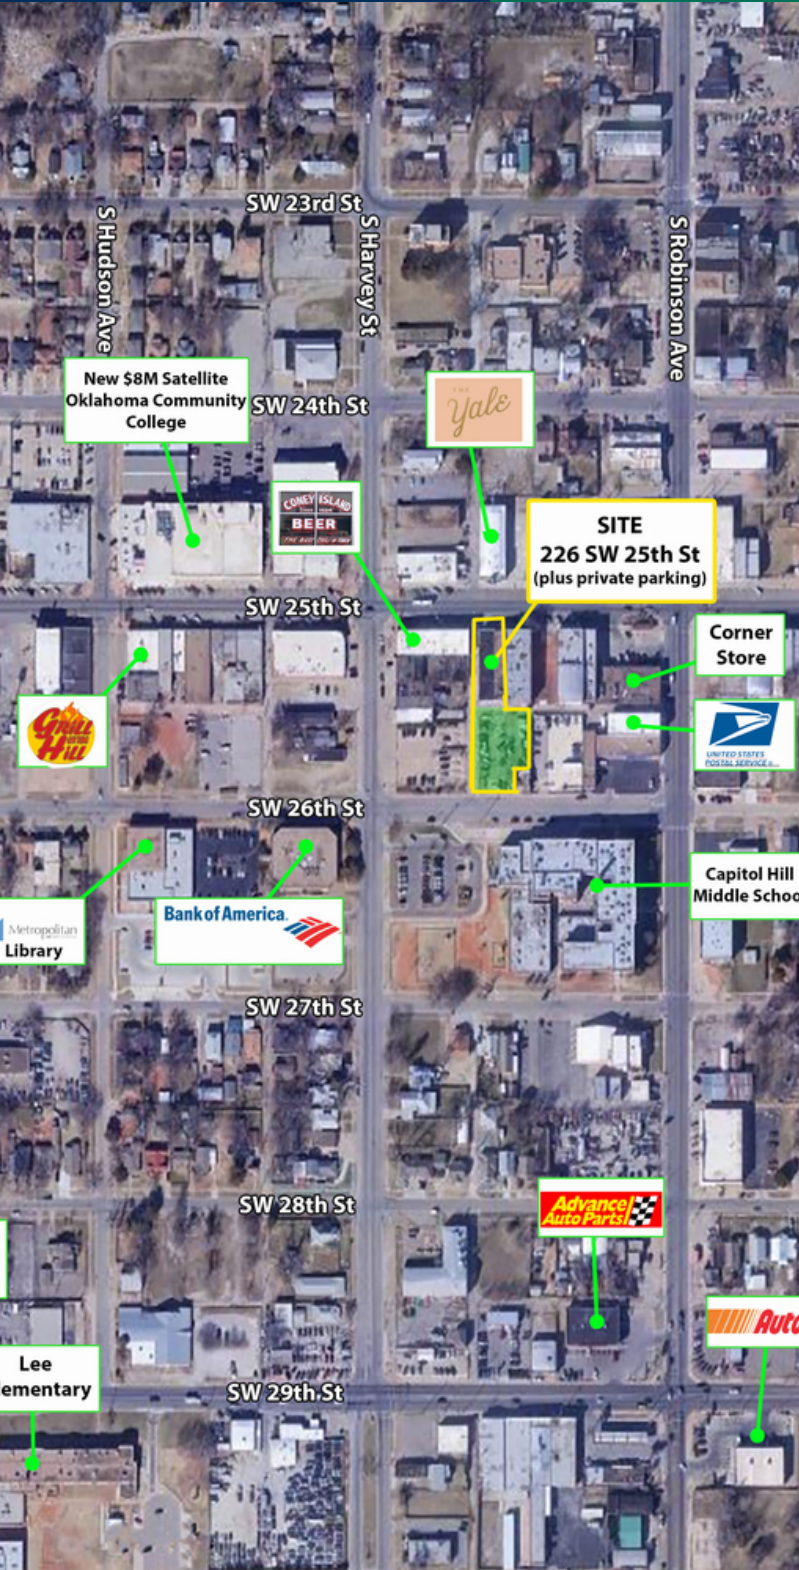 SW 23rd St
S Hudson Ave
S Harvey St
S Robinson Ave
New $8M Satellite
Oklahoma Community
College
SW 24th St
THE
Yale
CONEY ISLAND
BEER
SITE
226 SW 25th St
(plus private parking)
SW 25th St
Corner
Store
GRILL
HILL
UNITED STATES
POSTAL SERVICE
SW 26th St
Capitol Hill
Middle Schoo
Metropolitan
Library
Bank of America.
SW 27th St
SW 28th St
Advance
Auto Parts
Auto
Lee
lementary
SW 29th St